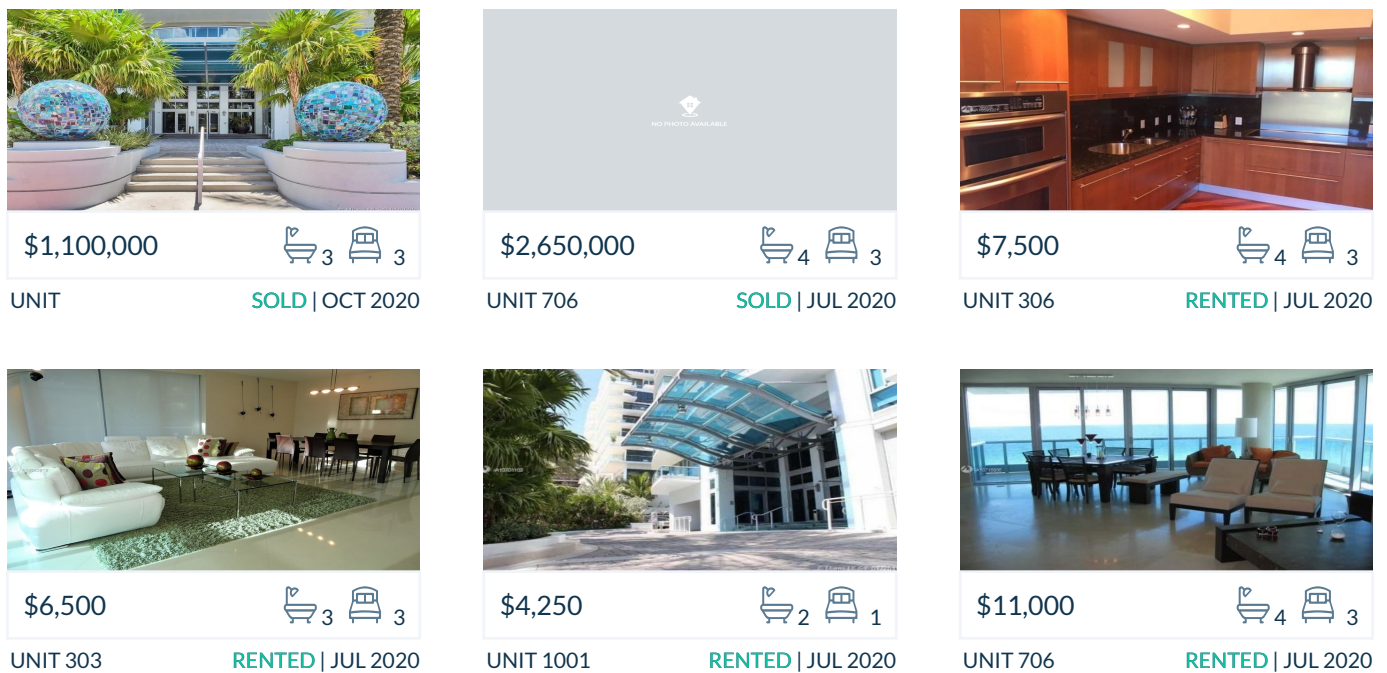 NO PHOTO AVAILABLE
$1,100,000 3 3
$2,650,000 4 3
$7,500 4 3
UNIT SOLD | OCT 2020
UNIT 706 SOLD | JUL 2020
UNIT 306 RENTED | JUL 2020
$6,500 3 3
$4,250 2 1
$11,000 4 3
UNIT 303 RENTED | JUL 2020
UNIT 1001 RENTED | JUL 2020
UNIT 706 RENTED | JUL 2020